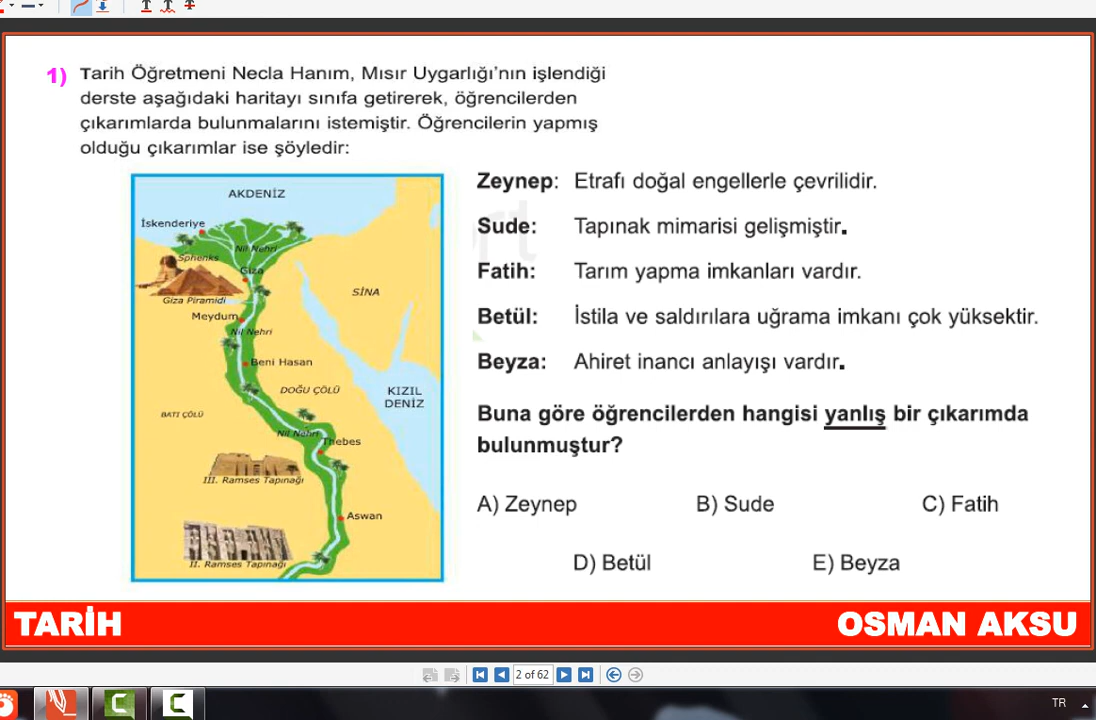 1) Tarih Öğretmeni Necla Hanım, Mısır Uygarlığı'nın işlendiği
derste aşağıdaki haritayı sınıfa getirerek, öğrencilerden
çıkarımlarda bulunmalarını istemiştir. Öğrencilerin yapmış
olduğu çıkarımlar ise şöyledir:
AKDENİZ
İskenderiye
Nil Nehri
Sphenks
Giza
Giza Piramidi
SİNA
Meydum
Nil Nehri
Beni Hasan
DOĞU ÇÖLÜ
KIZIL
DENİZ
BATI ÇÖLÜ
Nil Nehri
Thebes
III. Ramses Tapınağı
Aswan
II. Ramses Tapınağı
Zeynep: Etrafı doğal engellerle çevrilidir.
Sude: Tapınak mimarisi gelişmiştir.
Fatih: Tarım yapma imkanları vardır.
Betül: İstila ve saldırılara uğrama imkanı çok yüksektir.
Beyza: Ahiret inancı anlayışı vardır.
Buna göre öğrencilerden hangisi yanlış bir çıkarımda
bulunmuştur?
A) Zeynep B) Sude C) Fatih
D) Betül E) Beyza
TARİH OSMAN AKSU
2 of 62
TR